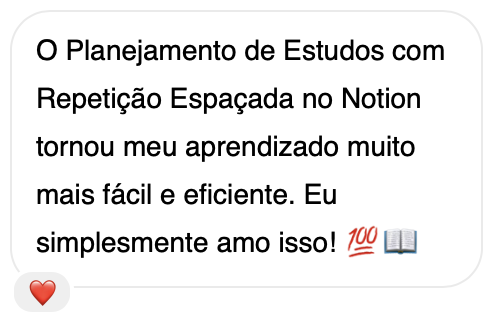 O Planejamento de Estudos com
Repetição Espaçada no Notion
tornou meu aprendizado muito
mais fácil e eficiente. Eu
simplesmente amo isso! 💯📖
❤️